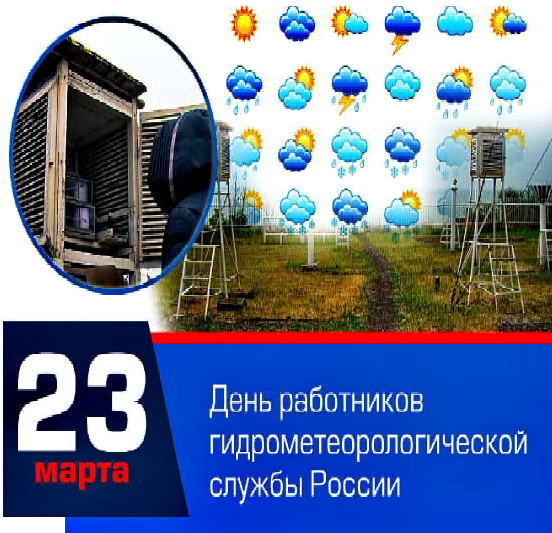 23
марта
День работников
гидрометеорологической
службы России